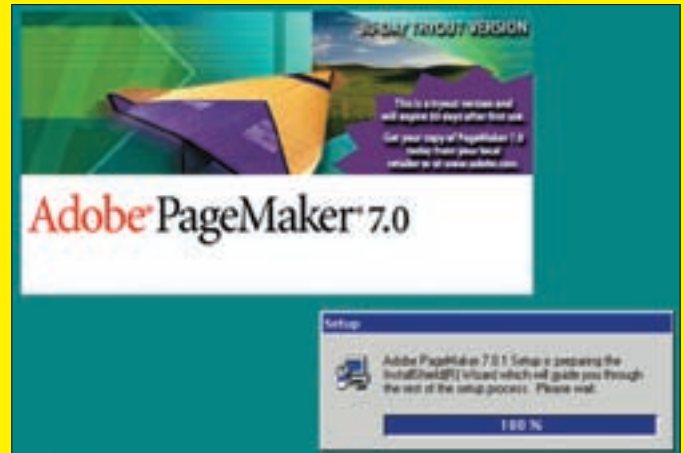 30-DAY TRYOUT VERSION
This is a tryout version and
will expire 30 days after first use.
Get your copy of PageMaker 7.0
today from your local
retailer or at www.adobe.com
Adobe® PageMaker® 7.0
Setup
Adobe PageMaker 7.0.1 Setup is preparing the
InstallShield(R) Wizard which will guide you through
the rest of the setup process. Please wait.
100 %